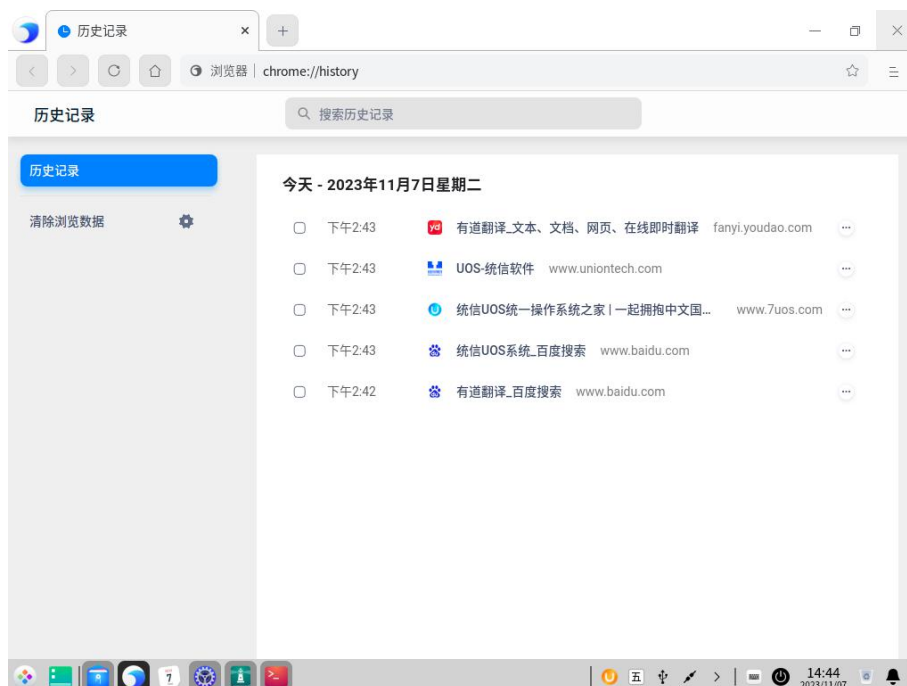 历史记录
浏览器 chrome://history
历史记录
搜索历史记录
历史记录
清除浏览数据
今天 - 2023年11月7日星期二
下午2:43 yd 有道翻译_文本、文档、网页、在线即时翻译 fanyi.youdao.com
下午2:43 UOS-统信软件 www.uniontech.com
下午2:43 统信UOS统一操作系统之家 | 一起拥抱中文国... www.7uos.com
下午2:43 统信UOS系统_百度搜索 www.baidu.com
下午2:42 有道翻译_百度搜索 www.baidu.com
7
五
14:44
2023/11/07